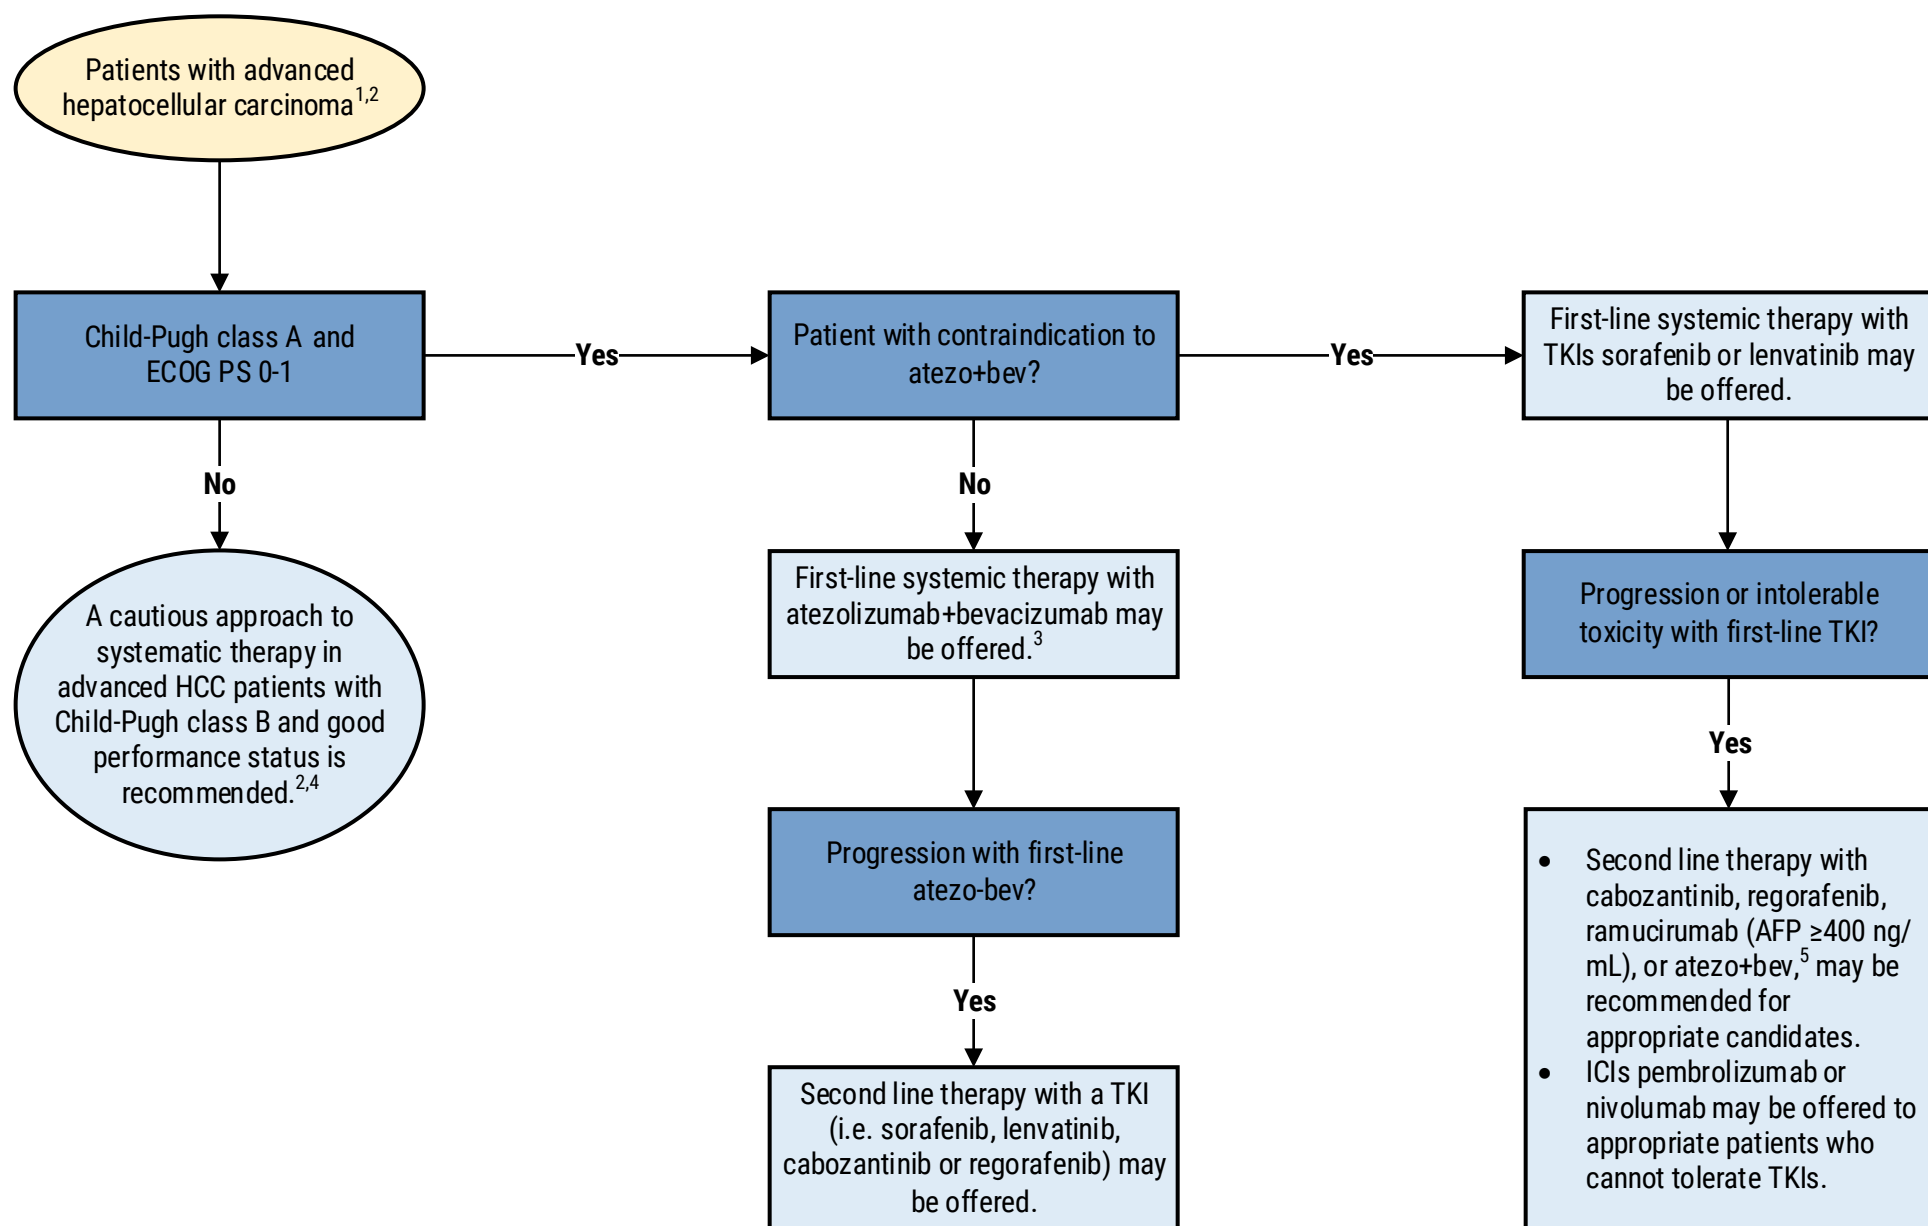 Patients with advanced
hepatocellular carcinoma1,2
Child-Pugh class A and
ECOG PS 0-1
Yes
Patient with contraindication to
atezo+bev?
Yes
First-line systemic therapy with
TKIs sorafenib or lenvatinib may
be offered.
No
A cautious approach to
systematic therapy in
advanced HCC patients with
Child-Pugh class B and good
performance status is
recommended.2,4
No
First-line systemic therapy with
atezolizumab+bevacizumab may
be offered.3
Progression with first-line
atezo-bev?
Yes
Second line therapy with a TKI
(i.e. sorafenib, lenvatinib,
cabozantinib or regorafenib) may
be offered.
Progression or intolerable
toxicity with first-line TKI?
Yes
• Second line therapy with
cabozantinib, regorafenib,
ramucirumab (AFP ≥400 ng/
mL), or atezo+bev,5 may be
recommended for
appropriate candidates.
• ICIs pembrolizumab or
nivolumab may be offered to
appropriate patients who
cannot tolerate TKIs.